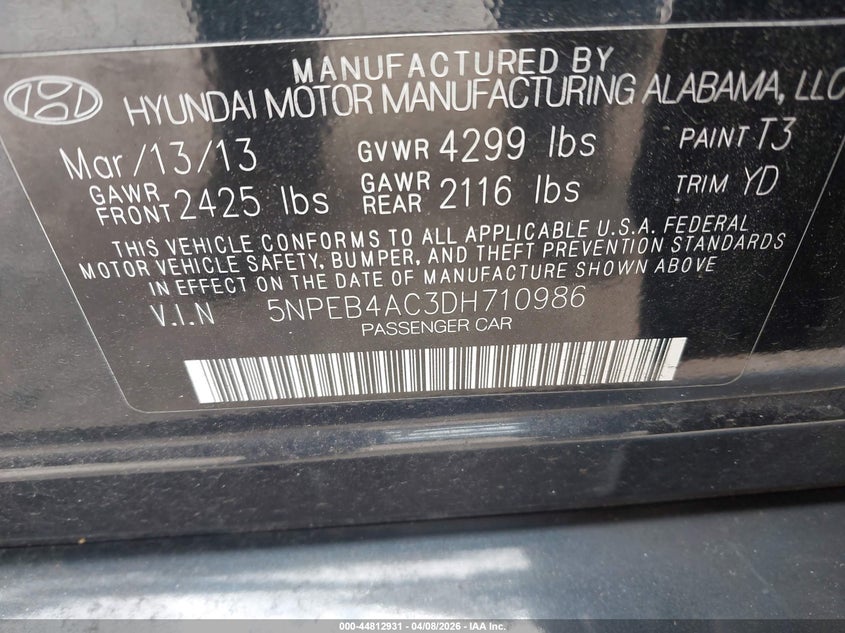 MANUFACTURED BY
HYUNDAI MOTOR MANUFACTURING ALABAMA, LLC
Mar/13/13 GVWR 4299 lbs PAINT T3
GAWR FRONT 2425 lbs GAWR REAR 2116 lbs TRIM YD
THIS VEHICLE CONFORMS TO ALL APPLICABLE U.S.A. FEDERAL
MOTOR VEHICLE SAFETY, BUMPER, AND THEFT PREVENTION STANDARDS
IN EFFECT ON THE DATE OF MANUFACTURE SHOWN ABOVE
V.I.N 5NPEB4AC3DH710986
PASSENGER CAR
000-44812931 - 04/08/2026 - IAA Inc.